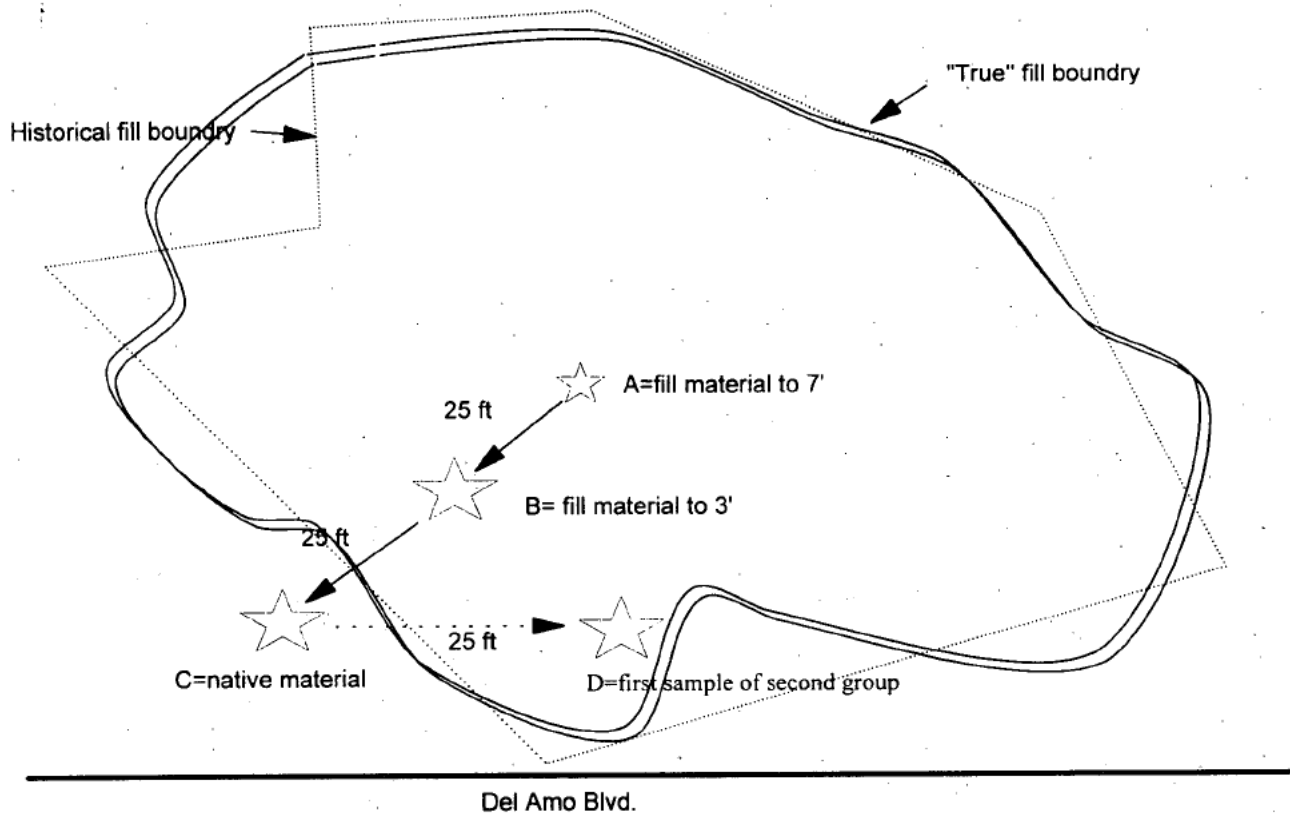 "True" fill boundry
Historical fill boundry
A=fill material to 7'
25 ft
B= fill material to 3'
25 ft
25 ft
C=native material
D=first sample of second group
Del Amo Blvd.